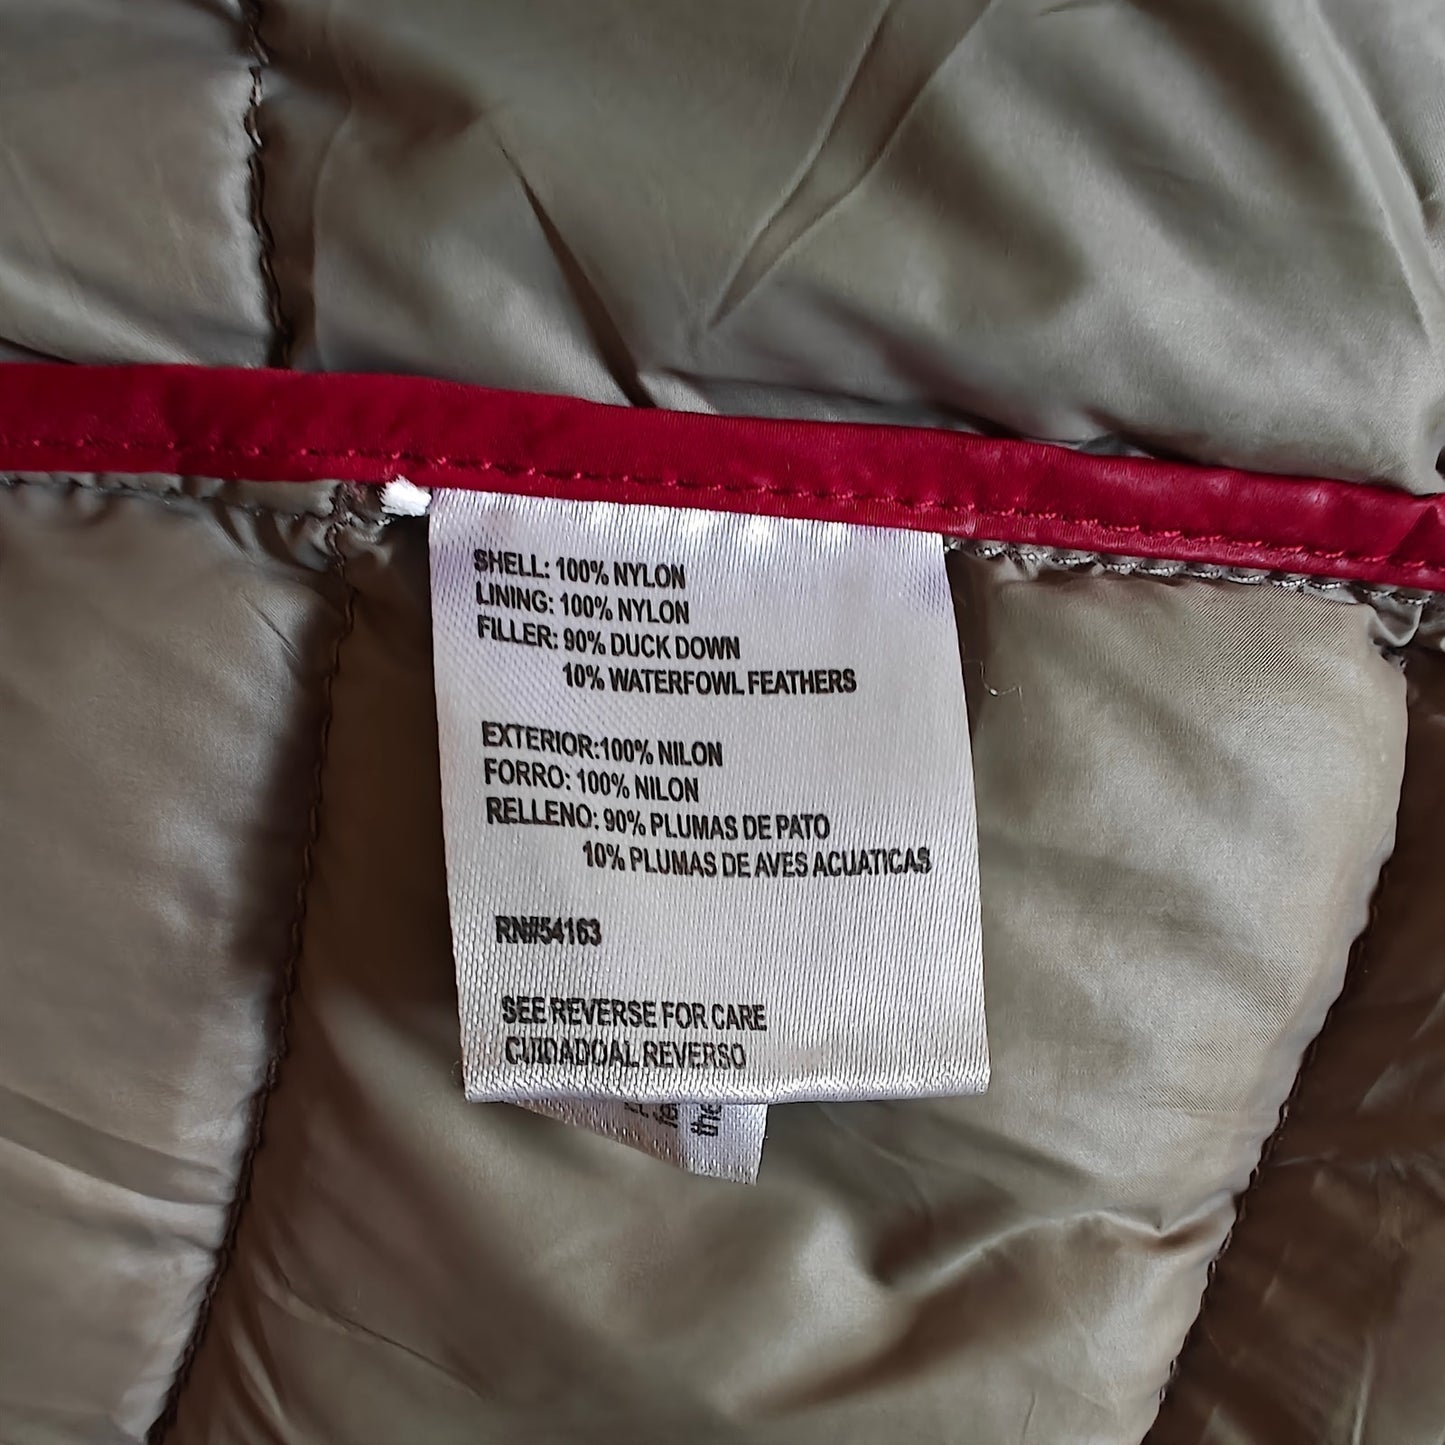 SHELL: 100% NYLON
LINING: 100% NYLON
FILLER: 90% DUCK DOWN
10% WATERFOWL FEATHERS
EXTERIOR:100% NILON
FORRO: 100% NILON
RELLENO: 90% PLUMAS DE PATO
10% PLUMAS DE AVES ACUATICAS
RN#54163
SEE REVERSE FOR CARE
CUIDADOAL REVERSO
the